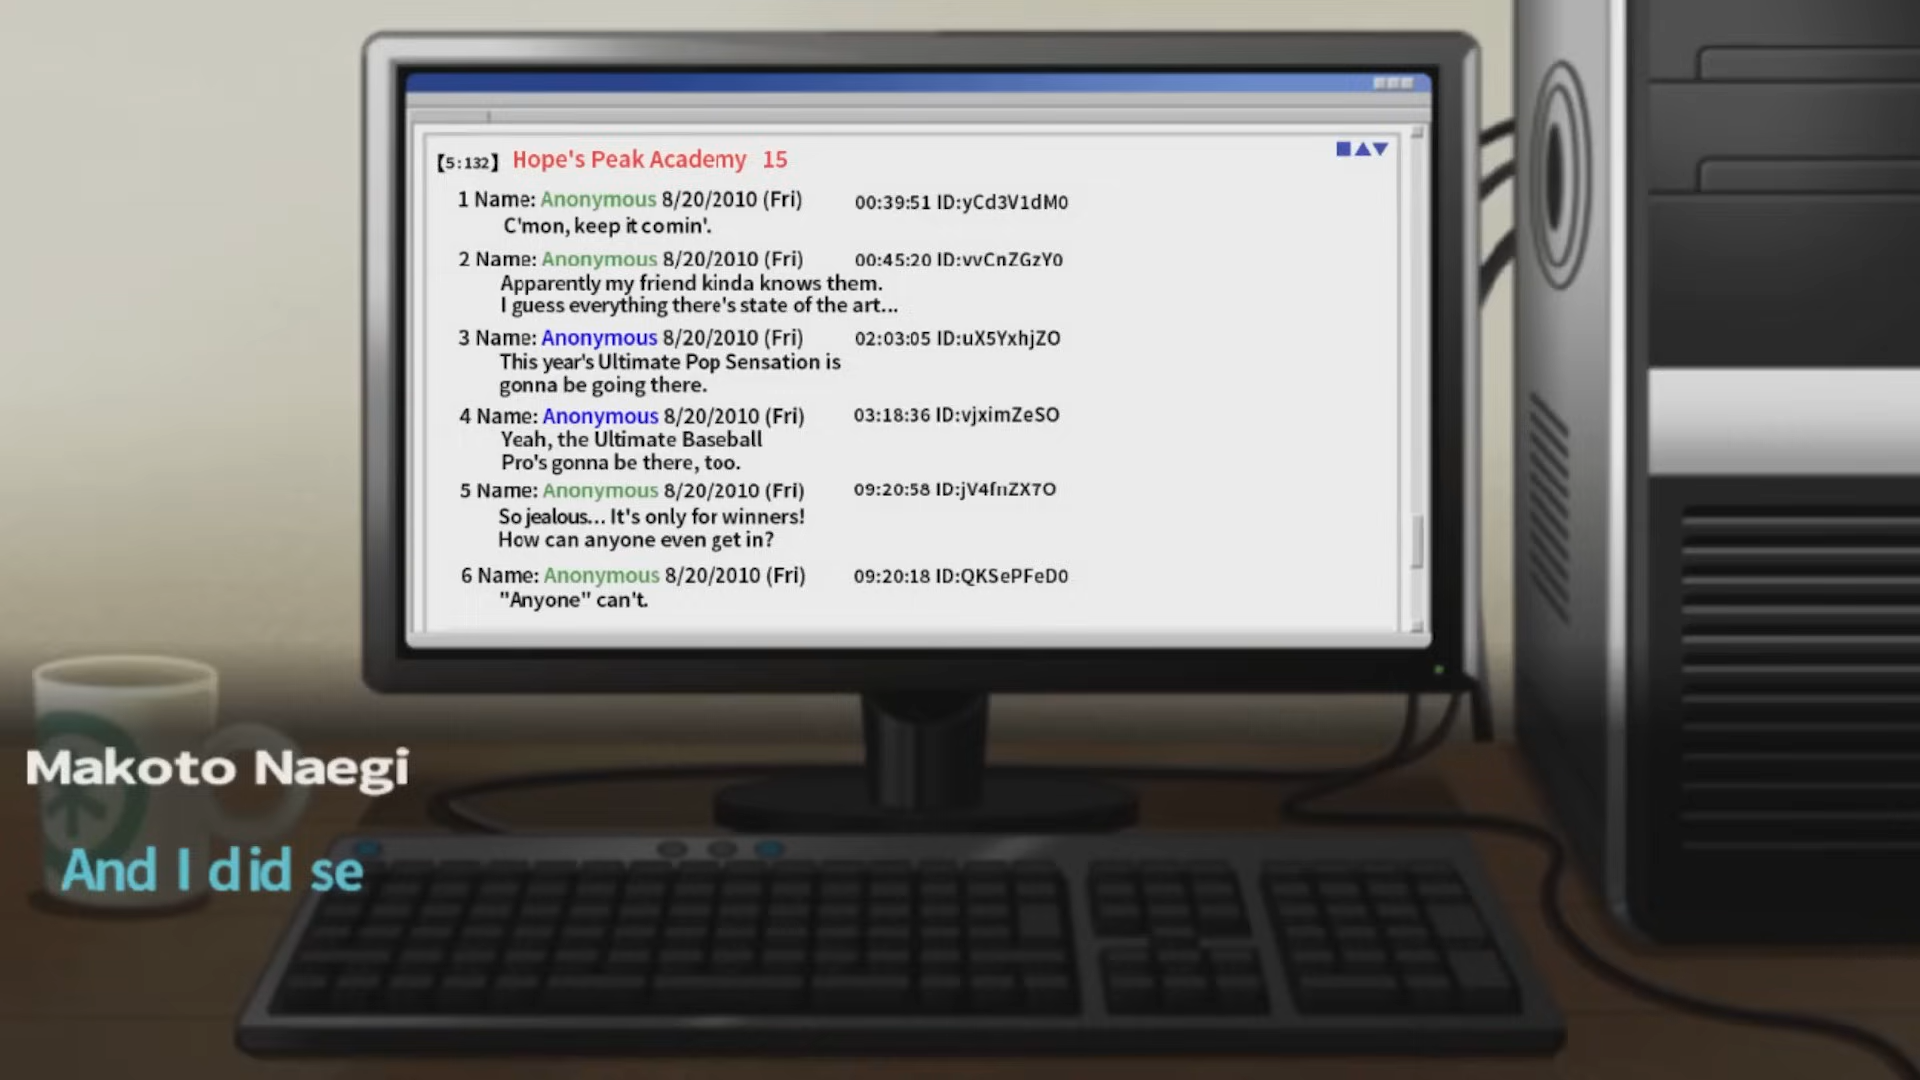 【5:132】 Hope's Peak Academy 15
1 Name: Anonymous 8/20/2010 (Fri) 00:39:51 ID:yCd3V1dM0
C'mon, keep it comin'.
2 Name: Anonymous 8/20/2010 (Fri) 00:45:20 ID:vvCnZGzY0
Apparently my friend kinda knows them.
I guess everything there's state of the art...
3 Name: Anonymous 8/20/2010 (Fri) 02:03:05 ID:uX5YxhjZO
This year's Ultimate Pop Sensation is
gonna be going there.
4 Name: Anonymous 8/20/2010 (Fri) 03:18:36 ID:vjximZeSO
Yeah, the Ultimate Baseball
Pro's gonna be there, too.
5 Name: Anonymous 8/20/2010 (Fri) 09:20:58 ID:jV4fnZX7O
So jealous... It's only for winners!
How can anyone even get in?
6 Name: Anonymous 8/20/2010 (Fri) 09:20:18 ID:QKSePFeD0
"Anyone" can't.
Makoto Naegi
And I did se